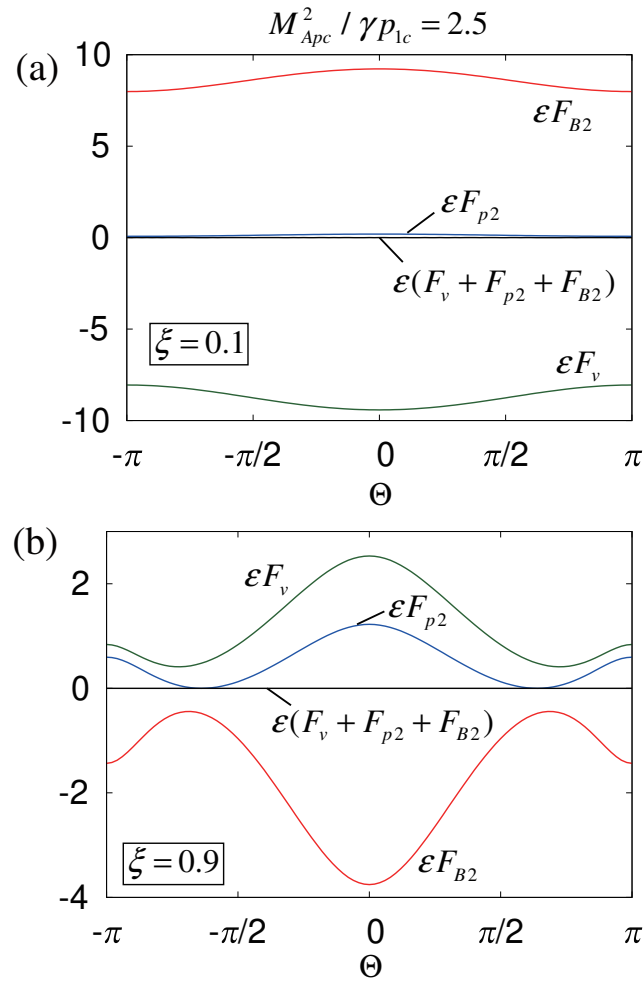 M²_Apc / γp_1c = 2.5
(a)
10
εF_B2
5
εF_p2
0
ε(F_v + F_p2 + F_B2)
-5
ξ = 0.1
εF_v
-10
-π
-π/2
0
π/2
π
Θ
(b)
2
εF_v
εF_p2
0
ε(F_v + F_p2 + F_B2)
-2
ξ = 0.9
εF_B2
-4
-π
-π/2
0
π/2
π
Θ